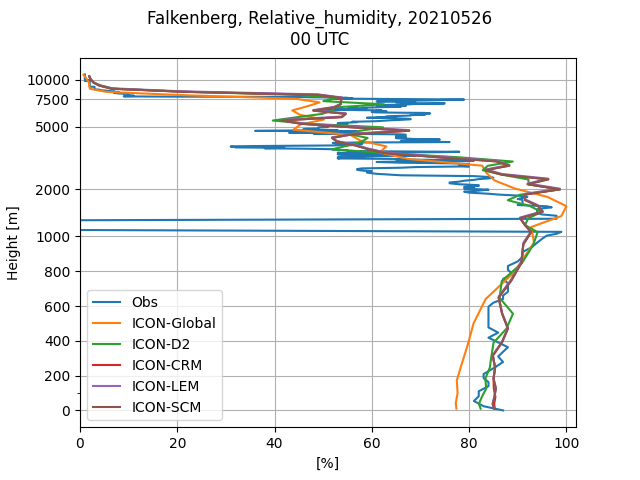 Falkenberg, Relative_humidity, 20210526
00 UTC
Height [m]
10000
7500
5000
2000
1000
800
600
400
200
0
Obs
ICON-Global
ICON-D2
ICON-CRM
ICON-LEM
ICON-SCM
0 20 40 60 80 100
[%]